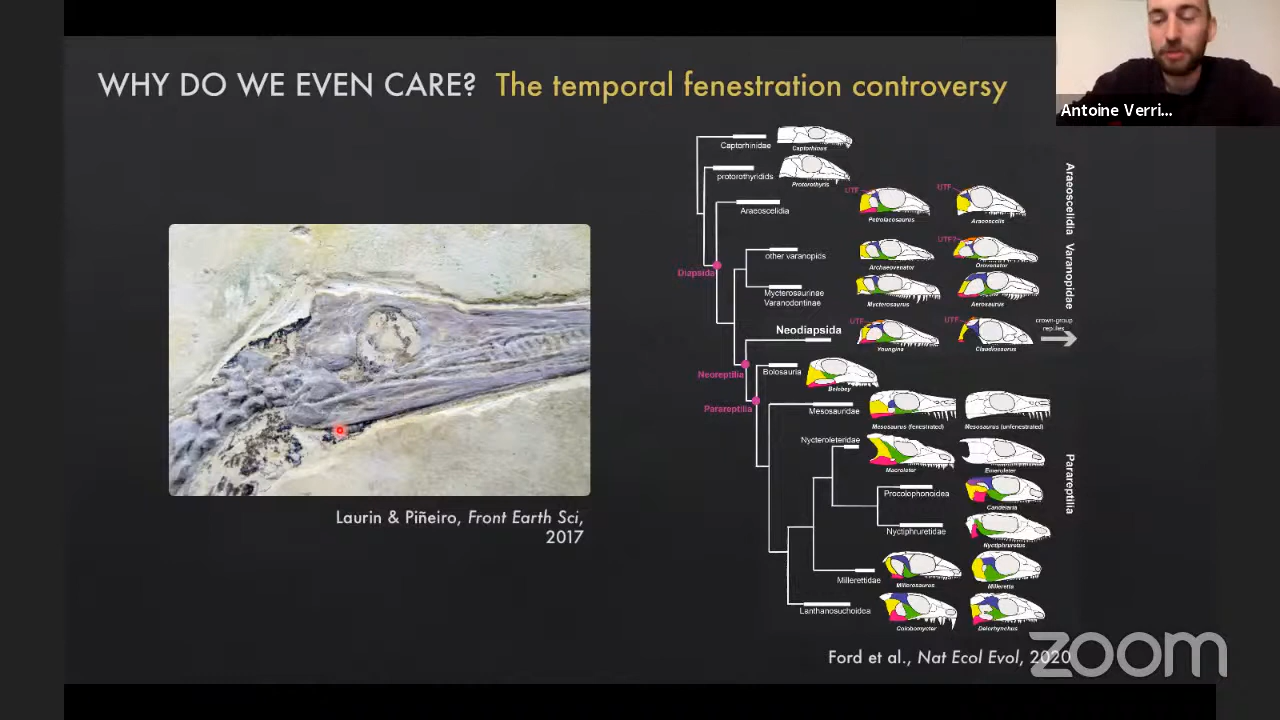 WHY DO WE EVEN CARE? The temporal fenestration controversy
Antoine Verri...
Captorhinidae
Captorhinus
protorothyridids
Protorothyris
Araeoscelidia
UTF
Petrolacosaurus
UTF
Araeoscelis
Diapsida
other varanopids
Archaeovenator
UTF?
Orovenator
Mycterosaurinae
Varanodontinae
Mycterosaurus
Aerosaurus
Araeoscelidia Varanopidae
Neodiapsida
UTF
Youngina
UTF
Claudiosaurus
crown-group
reptiles
Neoreptilia
Bolosauria
Belebey
Parareptilia
Mesosauridae
Mesosaurus (fenestrated)
Mesosaurus (unfenestrated)
Nycteroleteridae
Macroleter
Emeroleter
Procolophonoidea
Candelaria
Nyctiphruretidae
Nyctiphruretus
Parareptilia
Millerettidae
Millerosaurus
Milleretta
Lanthanosuchoidea
Colobomycter
Delorhynchus
Laurin & Piñeiro, Front Earth Sci,
2017
Ford et al., Nat Ecol Evol, 2020
zoom